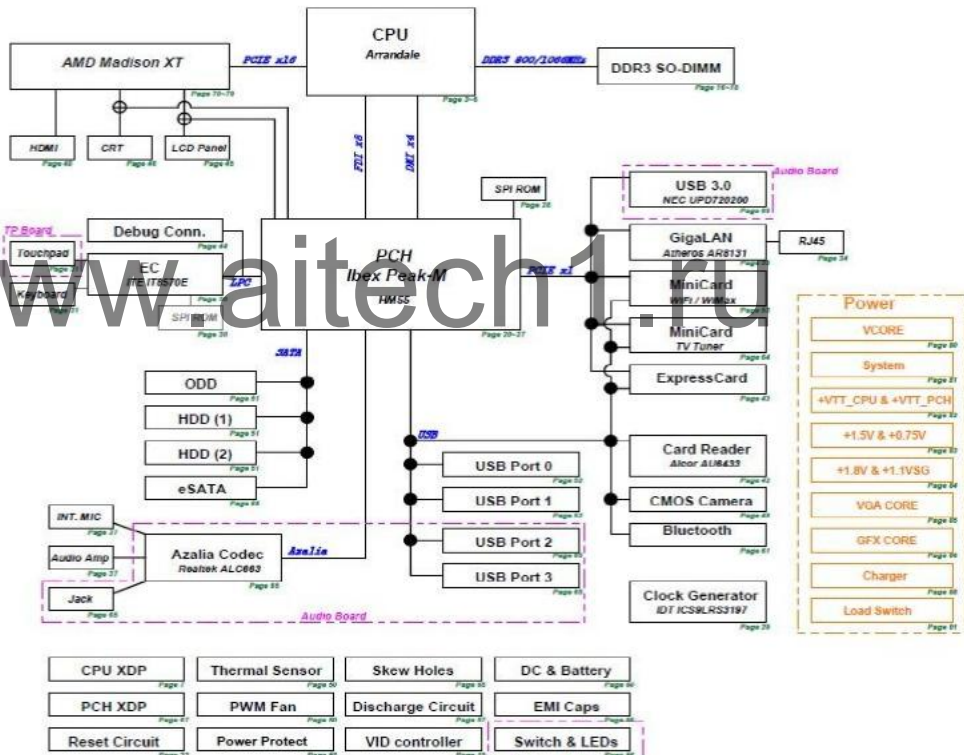 CPU
Arrandale
AMD Madison XT
PCIE x16
DDR3 800/1066MHz
DDR3 SO-DIMM
Page 3~6
HDMI
CRT
LCD Panel
FDI x8
DMI x4
SPI ROM
Audio Board
USB 3.0
NEC UPD720200
TP Board
Touchpad
Debug Conn.
EC
ITE IT8570E
Keyboard
LPC
SPI ROM
PCH
Ibex Peak-M
HM55
Page 20~27
PCIE x1
GigaLAN
Atheros AR8131
RJ45
MiniCard
WiFi / WiMax
MiniCard
TV Tuner
ExpressCard
www.aitech1.ru
SATA
ODD
HDD (1)
HDD (2)
eSATA
USB
USB Port 0
USB Port 1
USB Port 2
USB Port 3
Card Reader
Alcor AU6433
CMOS Camera
Bluetooth
INT. MIC
Audio Amp
Jack
Azalia Codec
Realtek ALC663
Azalia
Audio Board
Clock Generator
IDT ICS9LRS3197
Power
VCORE
System
+VTT_CPU & +VTT_PCH
+1.5V & +0.75V
+1.8V & +1.1VSG
VGA CORE
GFX CORE
Charger
Load Switch
CPU XDP
Thermal Sensor
Skew Holes
DC & Battery
PCH XDP
PWM Fan
Discharge Circuit
EMI Caps
Reset Circuit
Power Protect
VID controller
Switch & LEDs